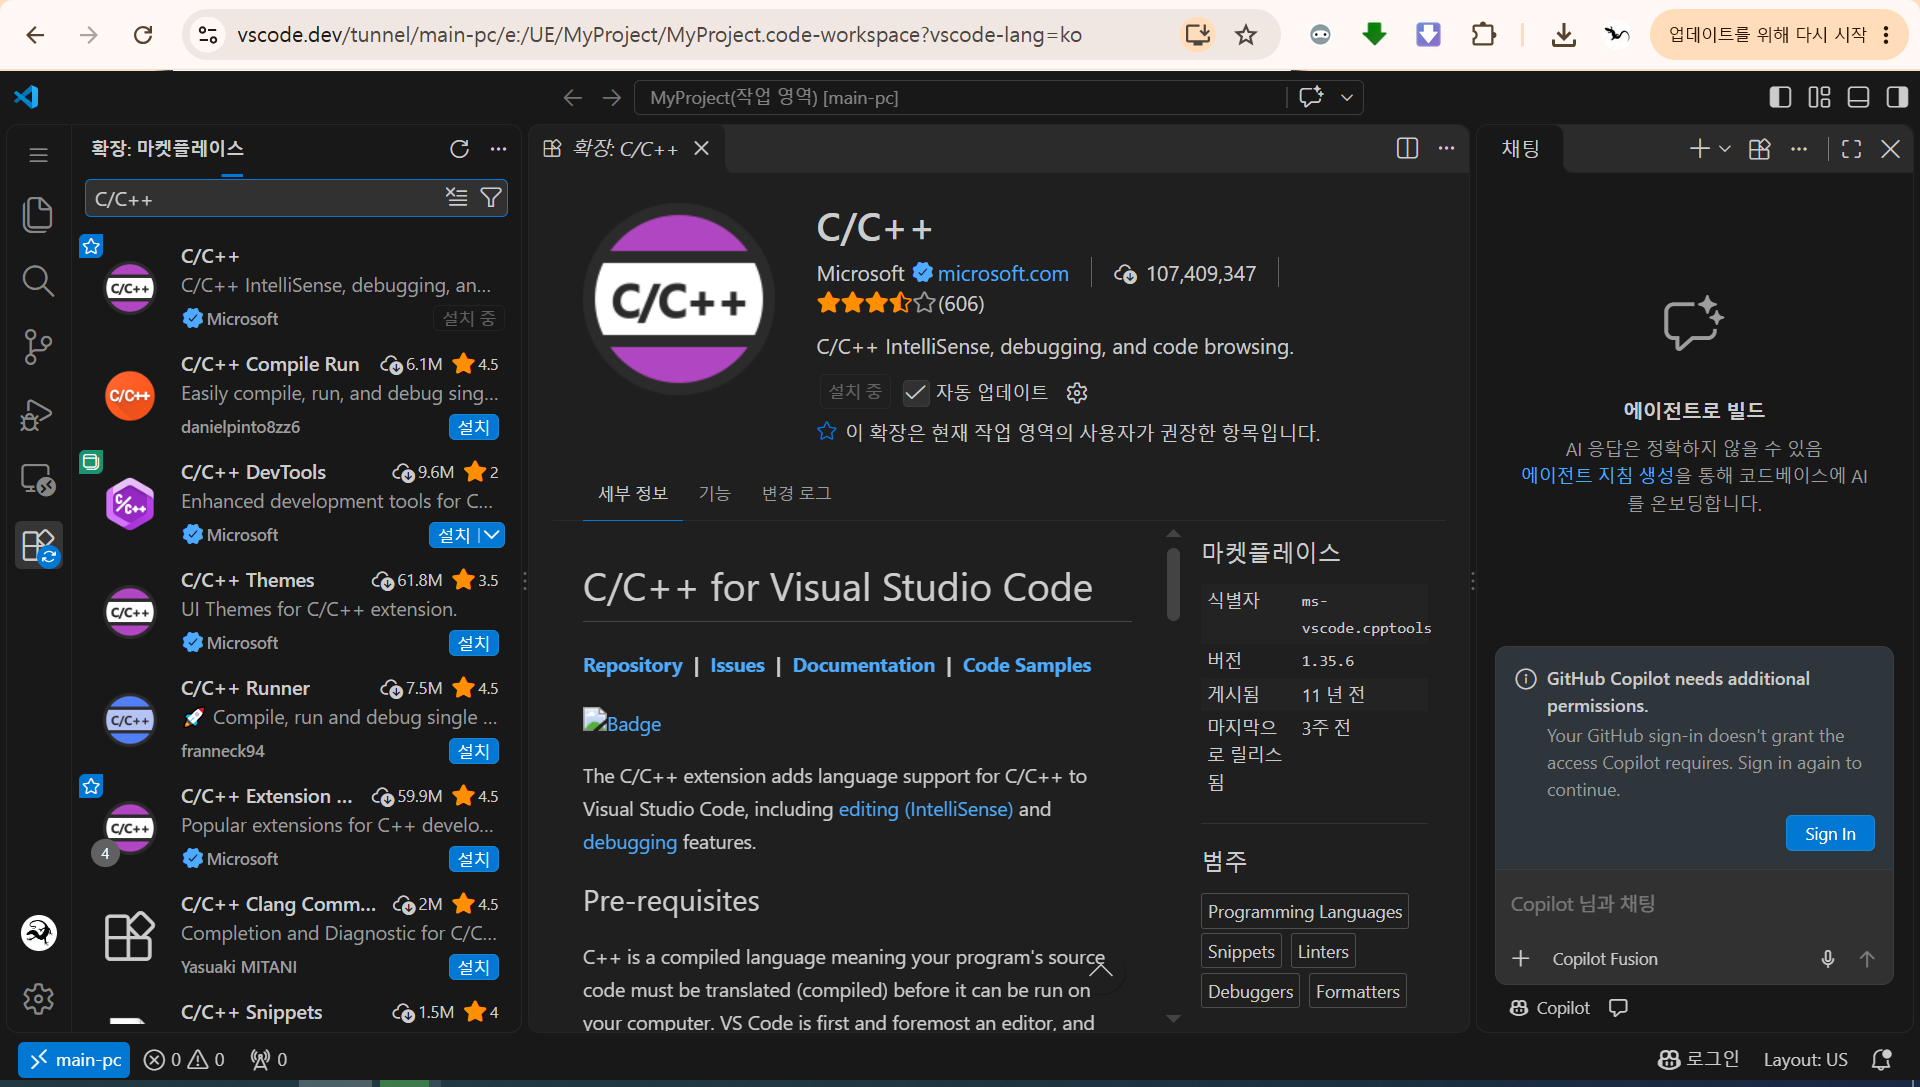 vscode.dev/tunnel/main-pc/e:/UE/MyProject/MyProject.code-workspace?vscode-lang=ko
업데이트를 위해 다시 시작
MyProject(작업 영역) [main-pc]
확장: 마켓플레이스
C/C++
C/C++
C/C++
C/C++ IntelliSense, debugging, an...
Microsoft
설치 중
C/C++
C/C++ Compile Run
6.1M
4.5
Easily compile, run, and debug sing...
danielpinto8zz6
설치
C/C++
C/C++ DevTools
9.6M
2
Enhanced development tools for C...
Microsoft
설치
C/C++
C/C++ Themes
61.8M
3.5
UI Themes for C/C++ extension.
Microsoft
설치
C/C++
C/C++ Runner
7.5M
4.5
🚀 Compile, run and debug single ...
franneck94
설치
C/C++
4
C/C++ Extension ...
59.9M
4.5
Popular extensions for C++ develo...
Microsoft
설치
C/C++ Clang Comm...
2M
4.5
Completion and Diagnostic for C/C...
Yasuaki MITANI
설치
C/C++ Snippets
1.5M
4
확장: C/C++
C/C++
C/C++
Microsoft
microsoft.com
107,409,347
(606)
C/C++ IntelliSense, debugging, and code browsing.
설치 중
자동 업데이트
이 확장은 현재 작업 영역의 사용자가 권장한 항목입니다.
세부 정보
기능
변경 로그
C/C++ for Visual Studio Code
Repository | Issues | Documentation | Code Samples
Badge
The C/C++ extension adds language support for C/C++ to
Visual Studio Code, including editing (IntelliSense) and
debugging features.
Pre-requisites
C++ is a compiled language meaning your program's source
code must be translated (compiled) before it can be run on
your computer. VS Code is first and foremost an editor, and
마켓플레이스
식별자
ms-
vscode.cpptools
버전
1.35.6
게시됨
11 년 전
마지막으
로 릴리스
됨
3주 전
범주
Programming Languages
Snippets
Linters
Debuggers
Formatters
채팅
에이전트로 빌드
AI 응답은 정확하지 않을 수 있음
에이전트 지침 생성을 통해 코드베이스에 AI
를 온보딩합니다.
GitHub Copilot needs additional
permissions.
Your GitHub sign-in doesn't grant the
access Copilot requires. Sign in again to
continue.
Sign In
Copilot 님과 채팅
Copilot Fusion
Copilot
main-pc
0
0
0
로그인
Layout: US